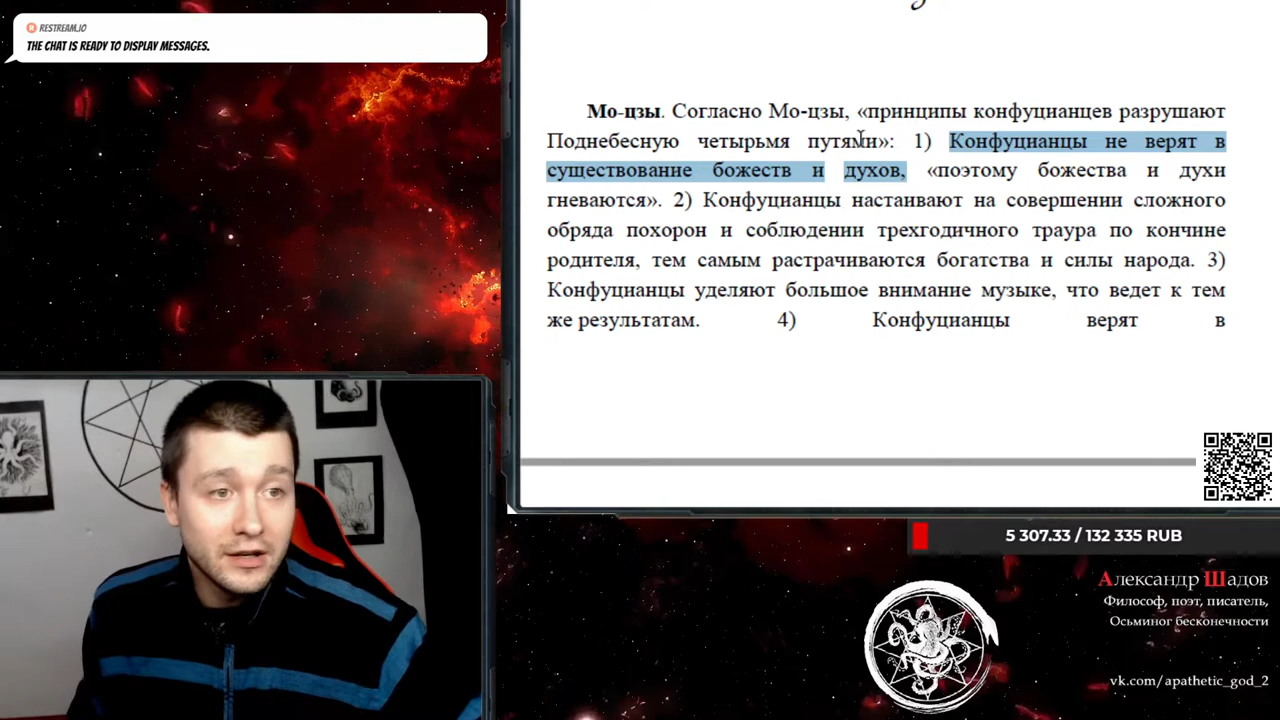 RESTREAM.IO
THE CHAT IS READY TO DISPLAY MESSAGES.
Мо-цзы. Согласно Мо-цзы, «принципы конфуцианцев разрушают
Поднебесную четырьмя путями»: 1) Конфуцианцы не верят в
существование божеств и духов, «поэтому божества и духи
гневаются». 2) Конфуцианцы настаивают на совершении сложного
обряда похорон и соблюдении трехгодичного траура по кончине
родителя, тем самым растрачиваются богатства и силы народа. 3)
Конфуцианцы уделяют большое внимание музыке, что ведет к тем
же результатам. 4) Конфуцианцы верят в
5 307.33 / 132 335 RUB
Александр Шадов
Философ, поэт, писатель,
Осьминог бесконечности
vk.com/apathetic_god_2